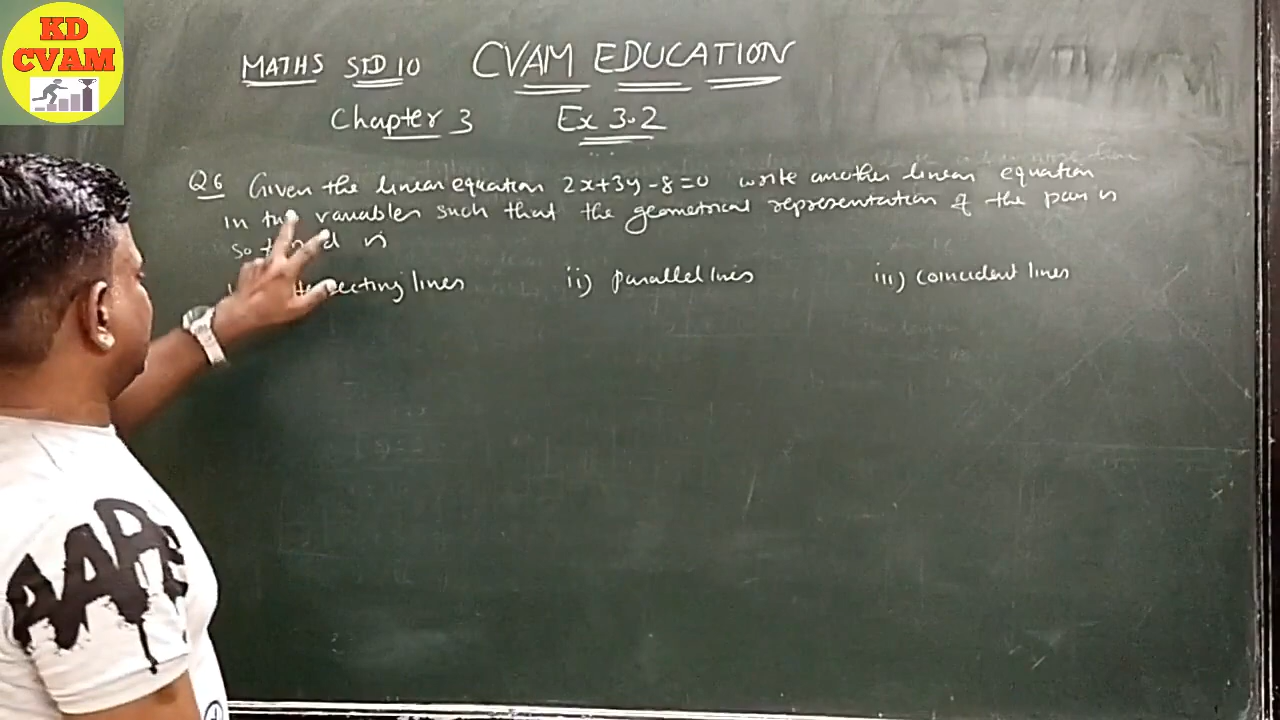 KD
CVAM
MATHS STD 10 CVAM EDUCATION
Chapter 3 Ex 3.2
Q6 Given the linear equation 2x+3y-8=0 write another linear equation
in variables such that the geometrical representation of the pair is
so is
lines ii) parallel lines iii) coincident lines